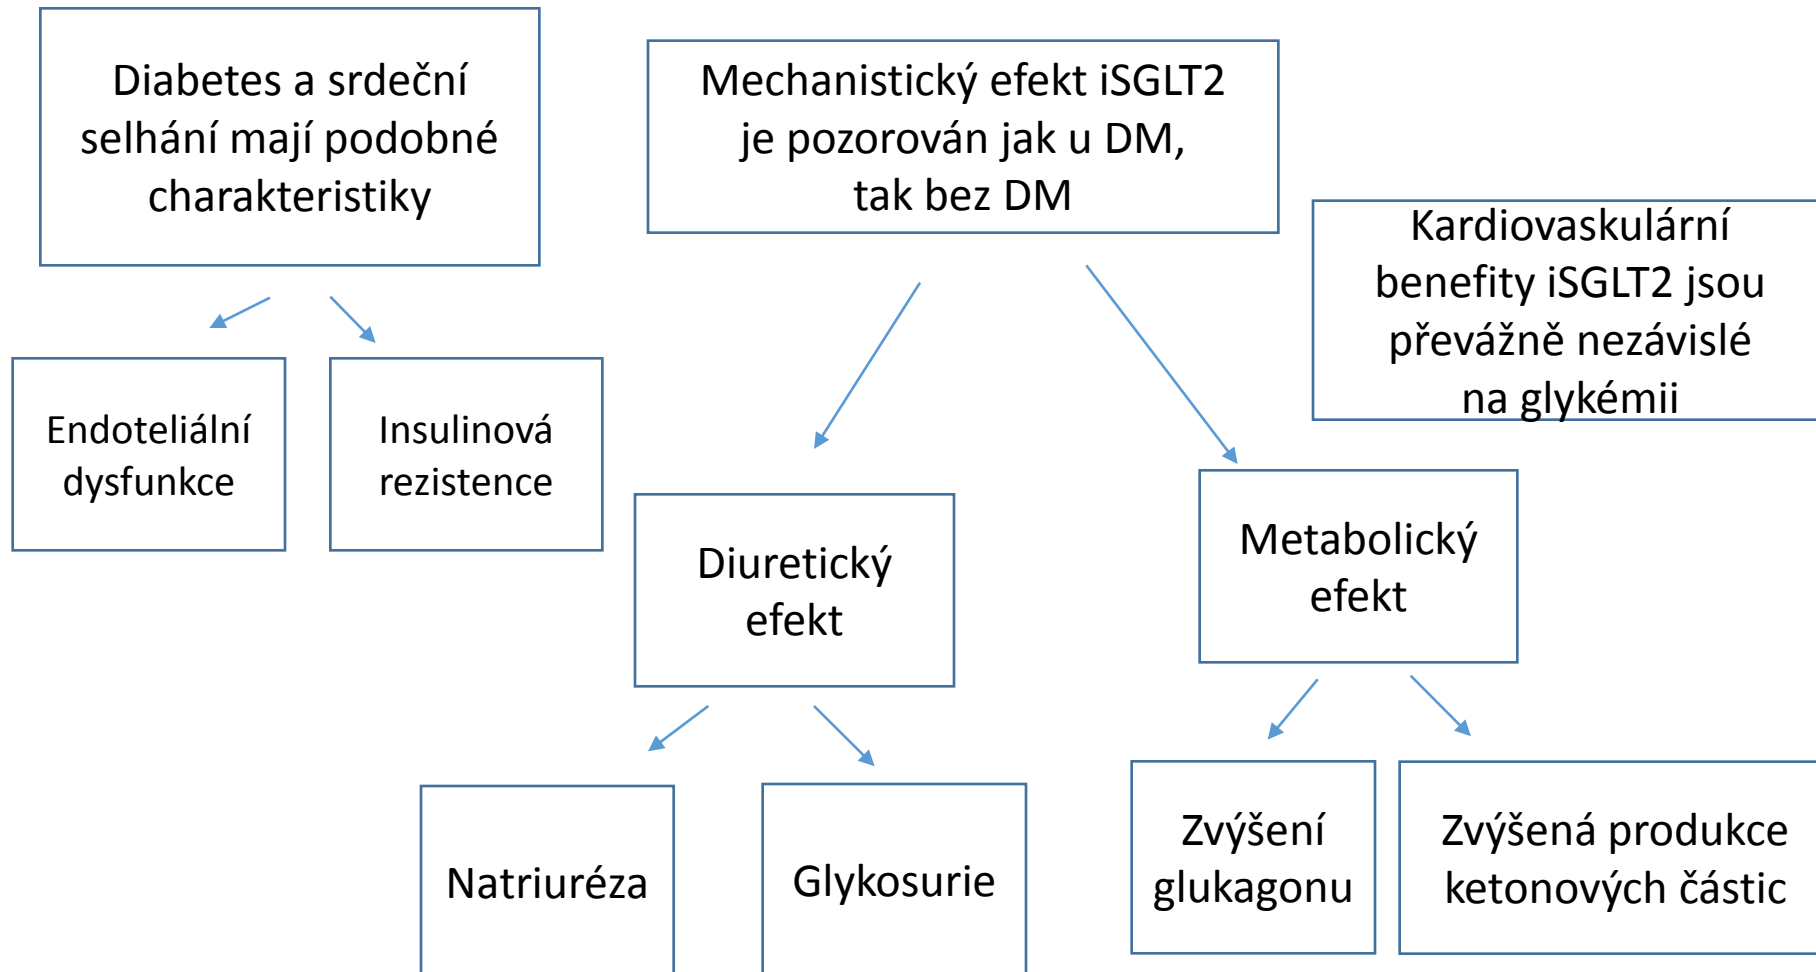 Diabetes a srdeční
selhání mají podobné
charakteristiky
Mechanistický efekt iSGLT2
je pozorován jak u DM,
tak bez DM
Kardiovaskulární
benefity iSGLT2 jsou
převážně nezávislé
na glykémii
Endoteliální
dysfunkce
Insulinová
rezistence
Diuretický
efekt
Metabolický
efekt
Natriuréza
Glykosurie
Zvýšení
glukagonu
Zvýšená produkce
ketonových částic